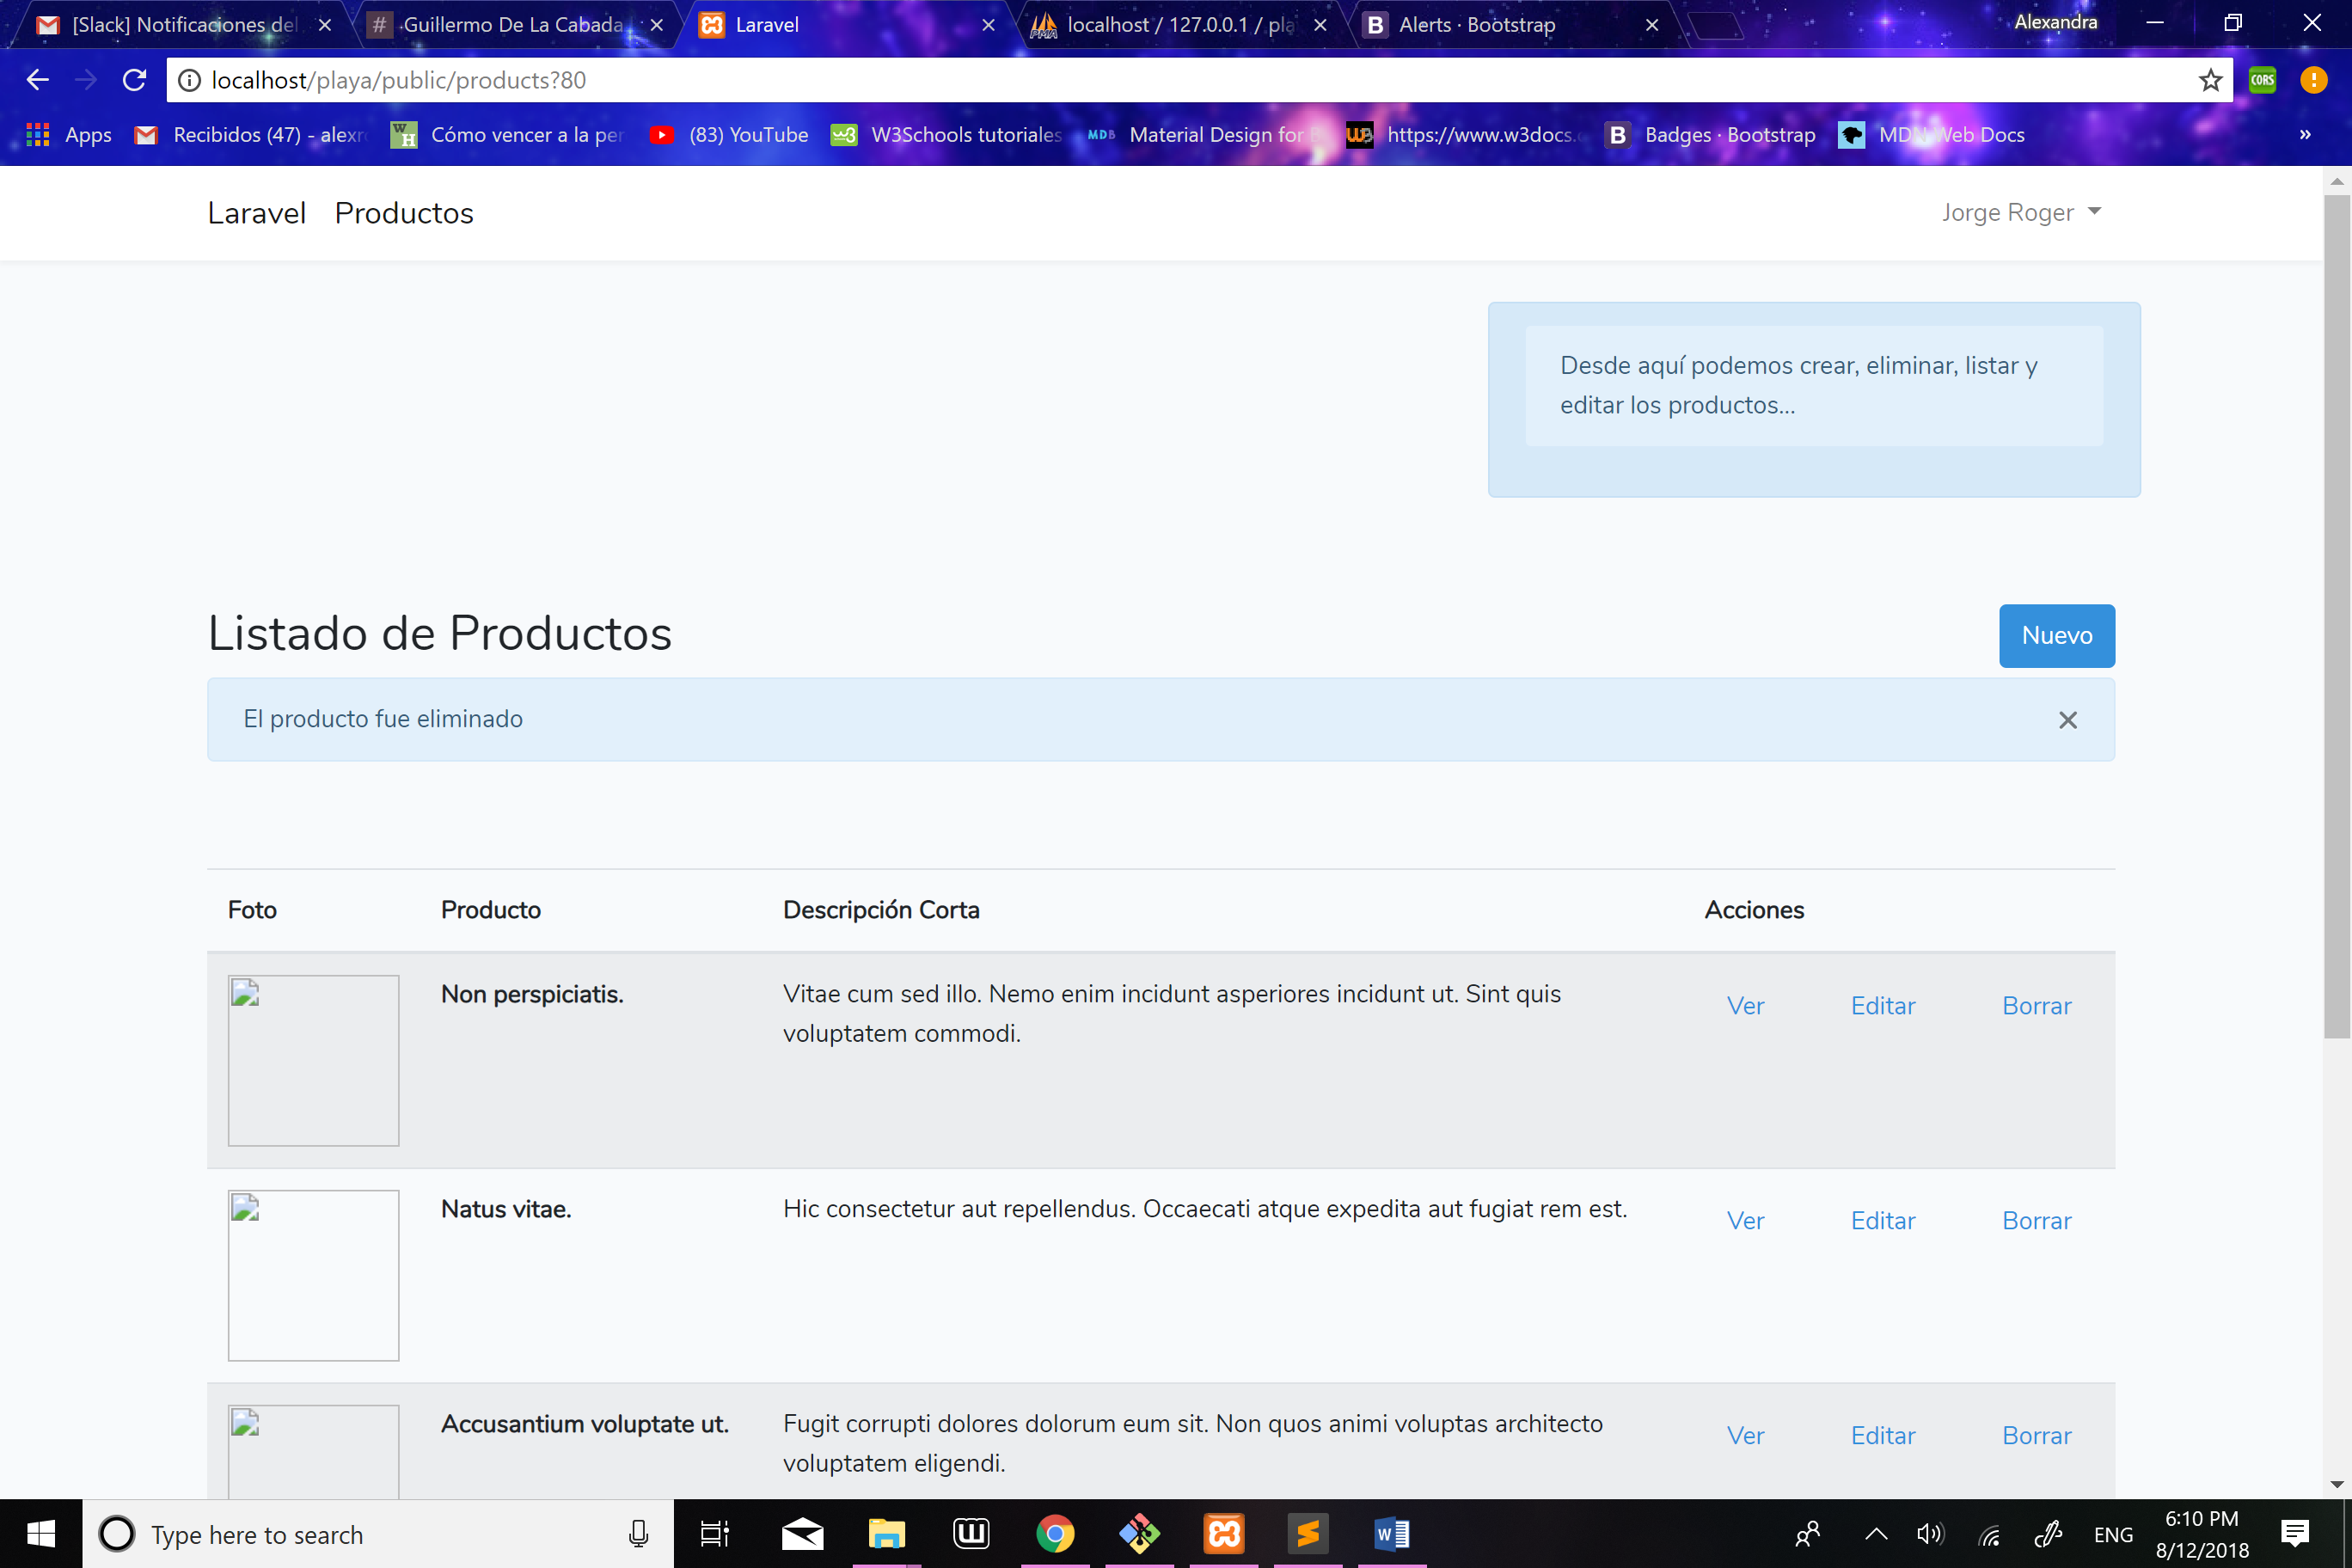 [Slack] Notificaciones del
Guillermo De La Cabada
Laravel
localhost / 127.0.0.1 / pla
Alerts · Bootstrap
Alexandra
localhost/playa/public/products?80
CORS
Apps
Recibidos (47) - alexr
Cómo vencer a la per
(83) YouTube
W3Schools tutoriales
MDB Material Design for B
https://www.w3docs.c
Badges · Bootstrap
MDN Web Docs
»
Laravel Productos
Jorge Roger
Desde aquí podemos crear, eliminar, listar y
editar los productos...
Listado de Productos
Nuevo
El producto fue eliminado
×
Foto Producto Descripción Corta Acciones
Non perspiciatis. Vitae cum sed illo. Nemo enim incidunt asperiores incidunt ut. Sint quis
voluptatem commodi.
Ver Editar Borrar
Natus vitae. Hic consectetur aut repellendus. Occaecati atque expedita aut fugiat rem est.
Ver Editar Borrar
Accusantium voluptate ut. Fugit corrupti dolores dolorum eum sit. Non quos animi voluptas architecto
voluptatem eligendi.
Ver Editar Borrar
Type here to search
ENG
6:10 PM
8/12/2018